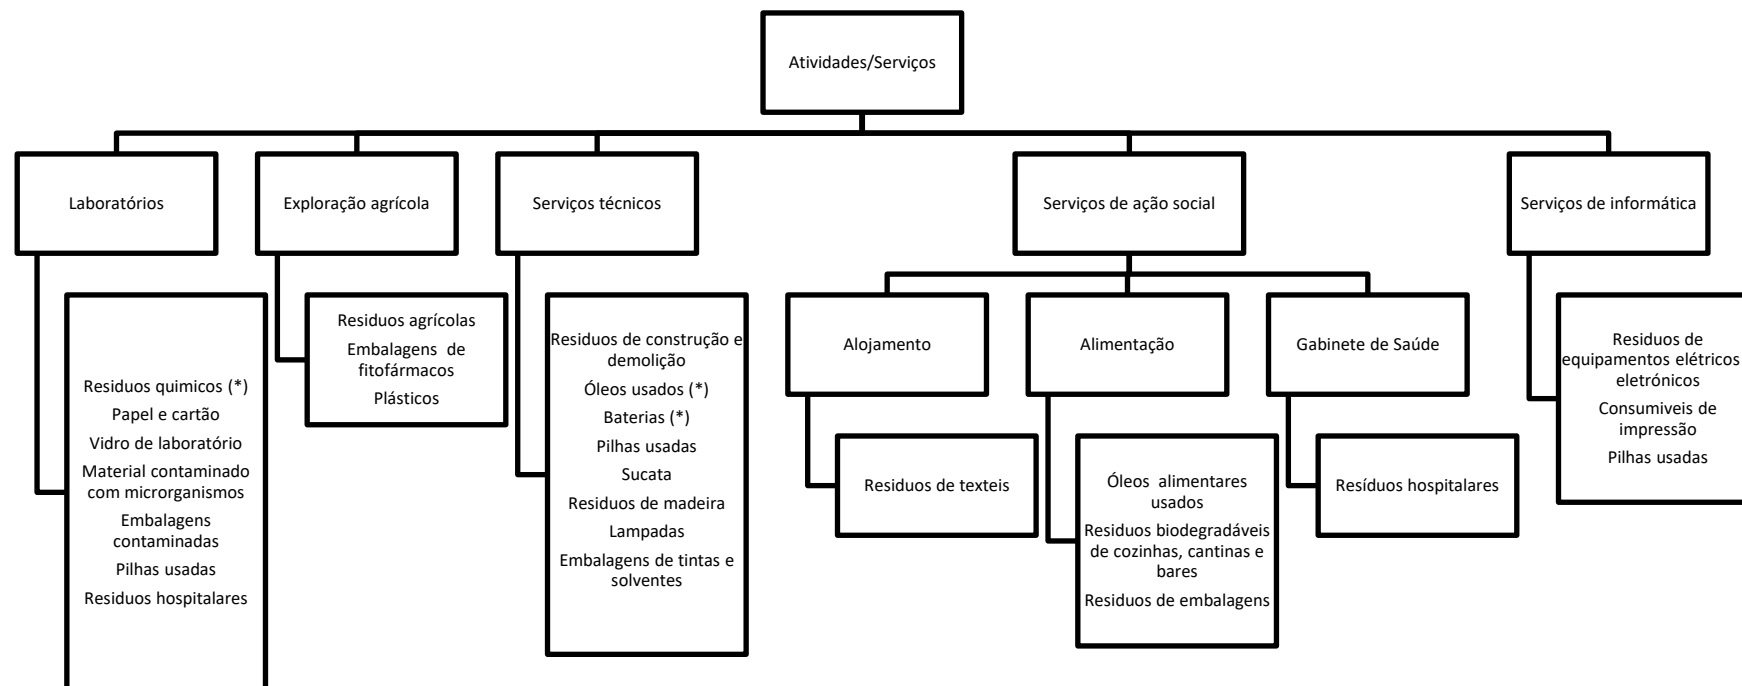 Atividades/Serviços
Laboratórios
Exploração agrícola
Serviços técnicos
Serviços de ação social
Serviços de informática
Residuos quimicos (*)
Papel e cartão
Vidro de laboratório
Material contaminado
com microrganismos
Embalagens
contaminadas
Pilhas usadas
Residuos hospitalares
Residuos agrícolas
Embalagens de
fitofármacos
Plásticos
Residuos de construção e
demolição
Óleos usados (*)
Baterias (*)
Pilhas usadas
Sucata
Residuos de madeira
Lampadas
Embalagens de tintas e
solventes
Alojamento
Alimentação
Gabinete de Saúde
Residuos de texteis
Óleos alimentares
usados
Residuos biodegradáveis
de cozinhas, cantinas e
bares
Residuos de embalagens
Resíduos hospitalares
Residuos de
equipamentos elétricos
eletrónicos
Consumiveis de
impressão
Pilhas usadas